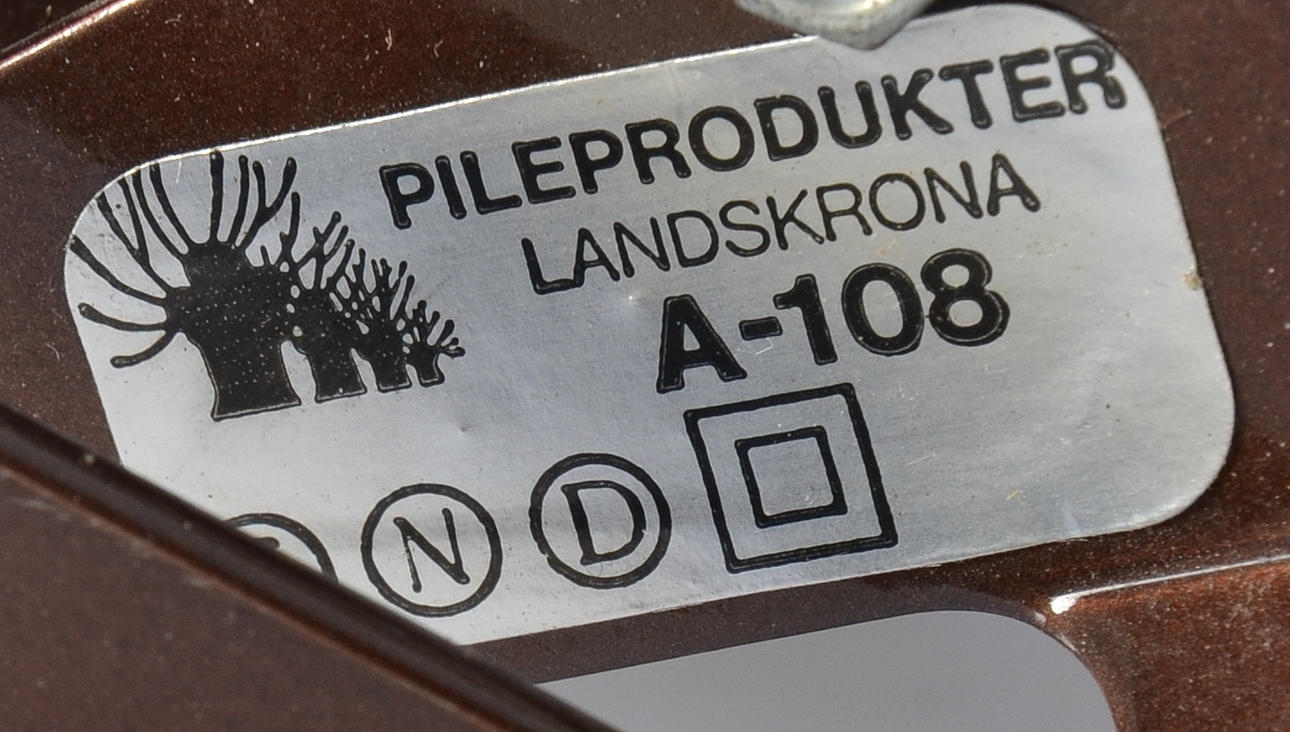 PILEPRODUKTER
LANDSKRONA
A-108
N D